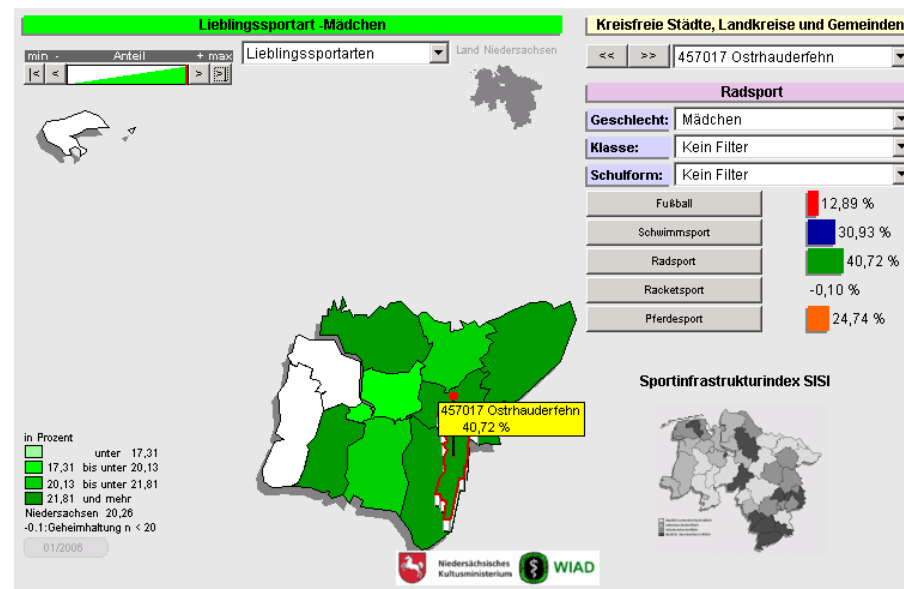 Lieblingssportart -Mädchen
min - Anteil + max
|< < > >|
Lieblingssportarten
Land Niedersachsen
457017 Ostrhauderfehn
40,72 %
in Prozent
unter 17,31
17,31 bis unter 20,13
20,13 bis unter 21,81
21,81 und mehr
Niedersachsen 20,26
-0.1:Geheimhaltung n < 20
01/2006
Niedersächsisches
Kultusministerium
WIAD
Kreisfreie Städte, Landkreise und Gemeinden
<< >> 457017 Ostrhauderfehn
Radsport
Geschlecht: Mädchen
Klasse: Kein Filter
Schulform: Kein Filter
Fußball 12,89 %
Schwimmsport 30,93 %
Radsport 40,72 %
Racketsport -0,10 %
Pferdesport 24,74 %
Sportinfrastrukturindex SISI